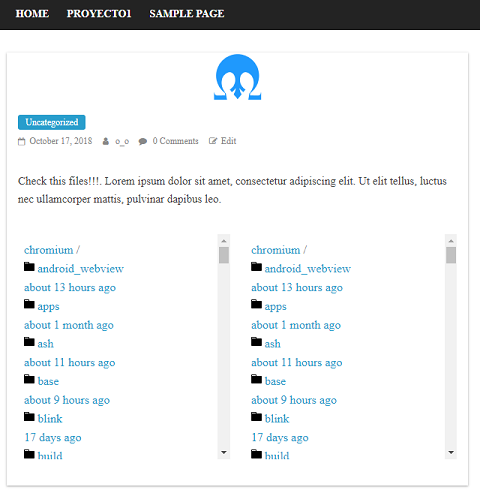 HOME PROYECTO1 SAMPLE PAGE
Uncategorized
October 17, 2018 o_o 0 Comments Edit
Check this files!!!. Lorem ipsum dolor sit amet, consectetur adipiscing elit. Ut elit tellus, luctus
nec ullamcorper mattis, pulvinar dapibus leo.
chromium /
android_webview
about 13 hours ago
apps
about 1 month ago
ash
about 11 hours ago
base
about 9 hours ago
blink
17 days ago
build
chromium /
android_webview
about 13 hours ago
apps
about 1 month ago
ash
about 11 hours ago
base
about 9 hours ago
blink
17 days ago
build